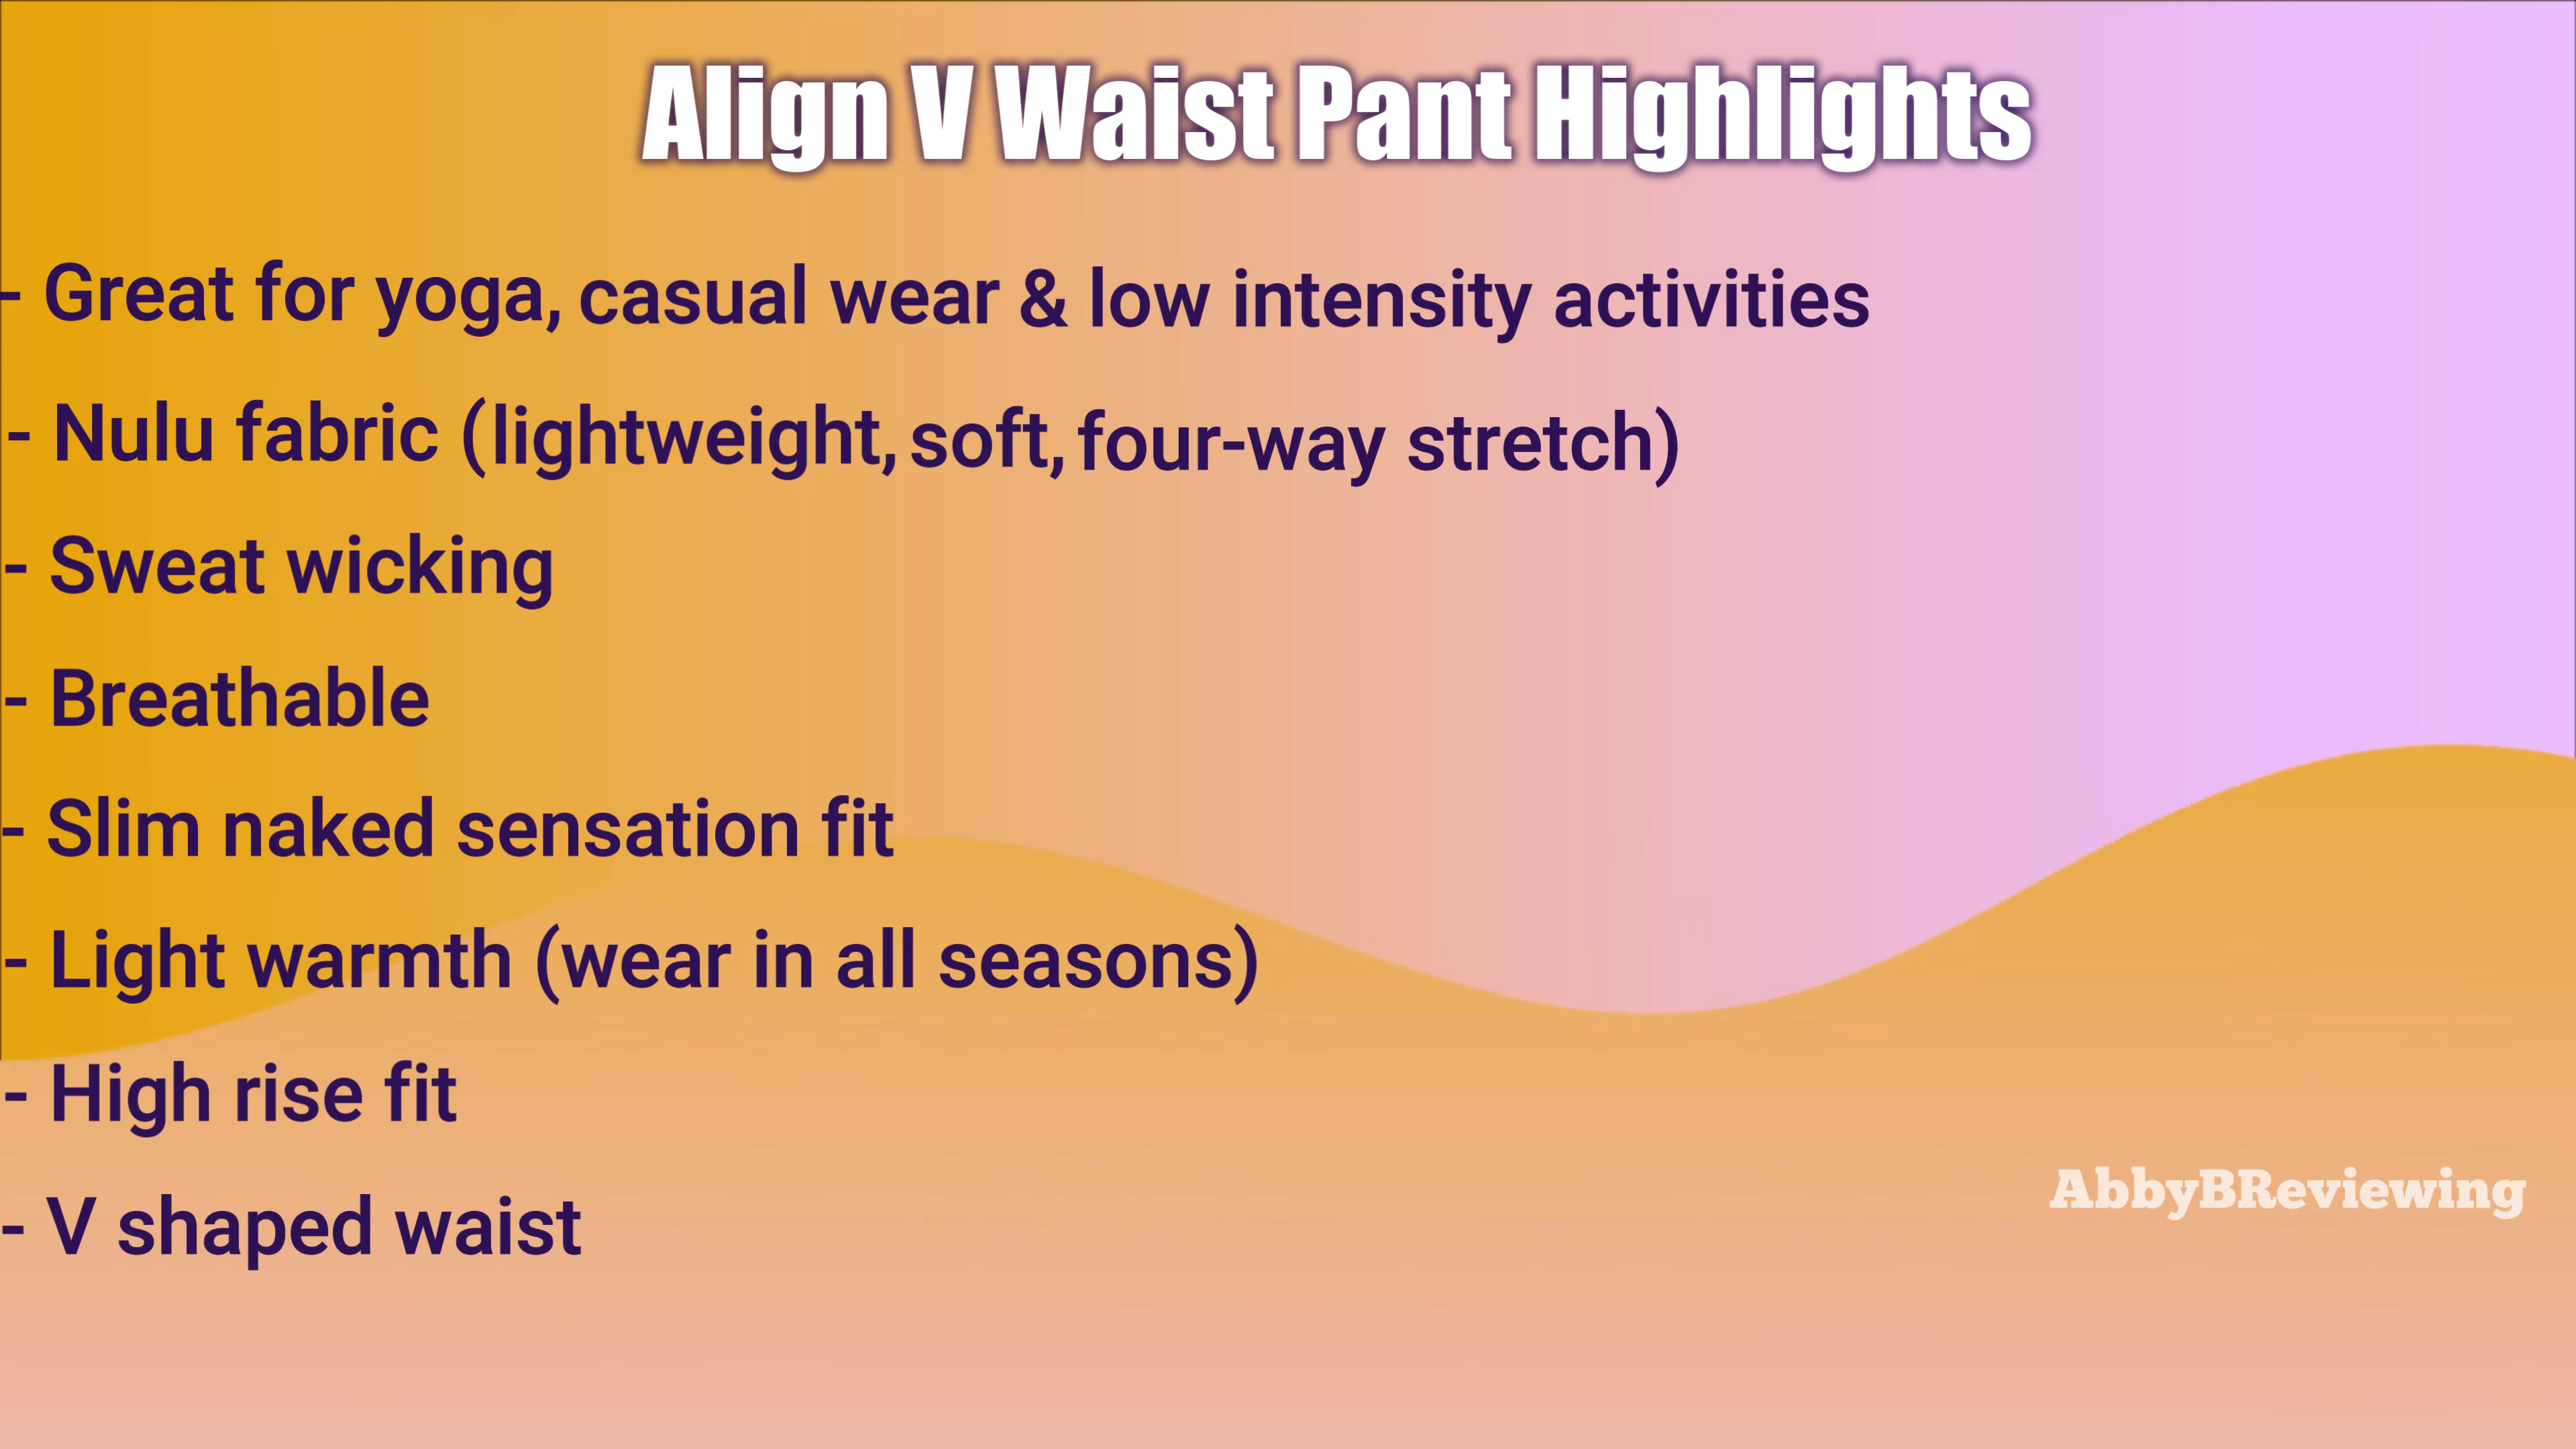 Align V Waist Pant Highlights
- Great for yoga, casual wear & low intensity activities
- Nulu fabric (lightweight, soft, four-way stretch)
- Sweat wicking
- Breathable
- Slim naked sensation fit
- Light warmth (wear in all seasons)
- High rise fit
- V shaped waist
AbbyBReviewing